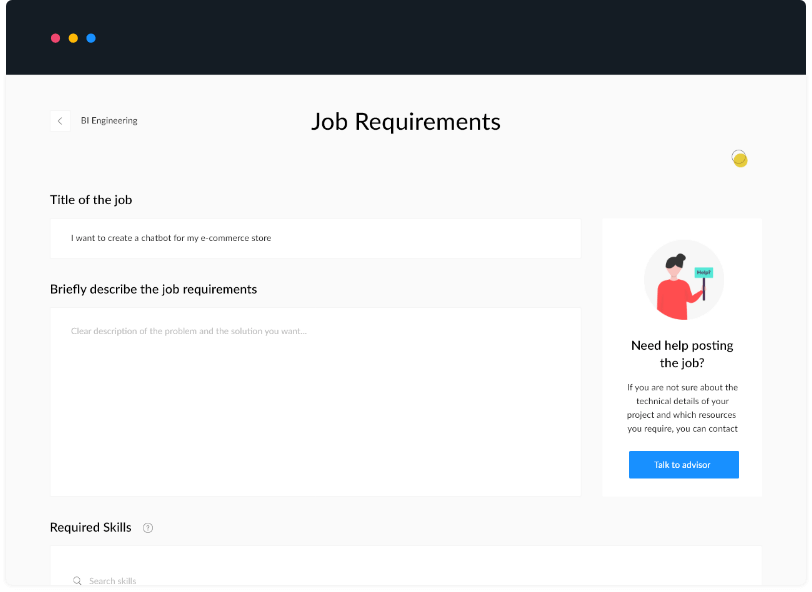 BI Engineering
Job Requirements
Title of the job
I want to create a chatbot for my e-commerce store
Briefly describe the job requirements
Clear description of the problem and the solution you want...
Help!
Need help posting
the job?
If you are not sure about the
technical details of your
project and which resources
you require, you can contact
Talk to advisor
Required Skills ?
Search skills